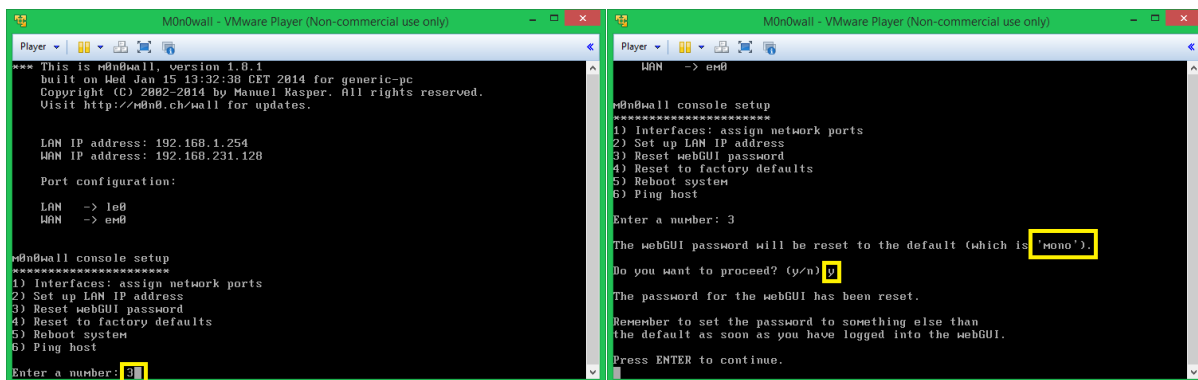 M0n0wall - VMware Player (Non-commercial use only)
Player
*** This is m0n0wall, version 1.8.1
built on Wed Jan 15 13:32:38 CET 2014 for generic-pc
Copyright (C) 2002-2014 by Manuel Kasper. All rights reserved.
Visit http://m0n0.ch/wall for updates.
LAN IP address: 192.168.1.254
WAN IP address: 192.168.231.128
Port configuration:
LAN -> le0
WAN -> em0
m0n0wall console setup
**********************
1) Interfaces: assign network ports
2) Set up LAN IP address
3) Reset webGUI password
4) Reset to factory defaults
5) Reboot system
6) Ping host
Enter a number: 3
M0n0wall - VMware Player (Non-commercial use only)
Player
WAN -> em0
m0n0wall console setup
**********************
1) Interfaces: assign network ports
2) Set up LAN IP address
3) Reset webGUI password
4) Reset to factory defaults
5) Reboot system
6) Ping host
Enter a number: 3
The webGUI password will be reset to the default (which is 'mono').
Do you want to proceed? (y/n) y
The password for the webGUI has been reset.
Remember to set the password to something else than
the default as soon as you have logged into the webGUI.
Press ENTER to continue.